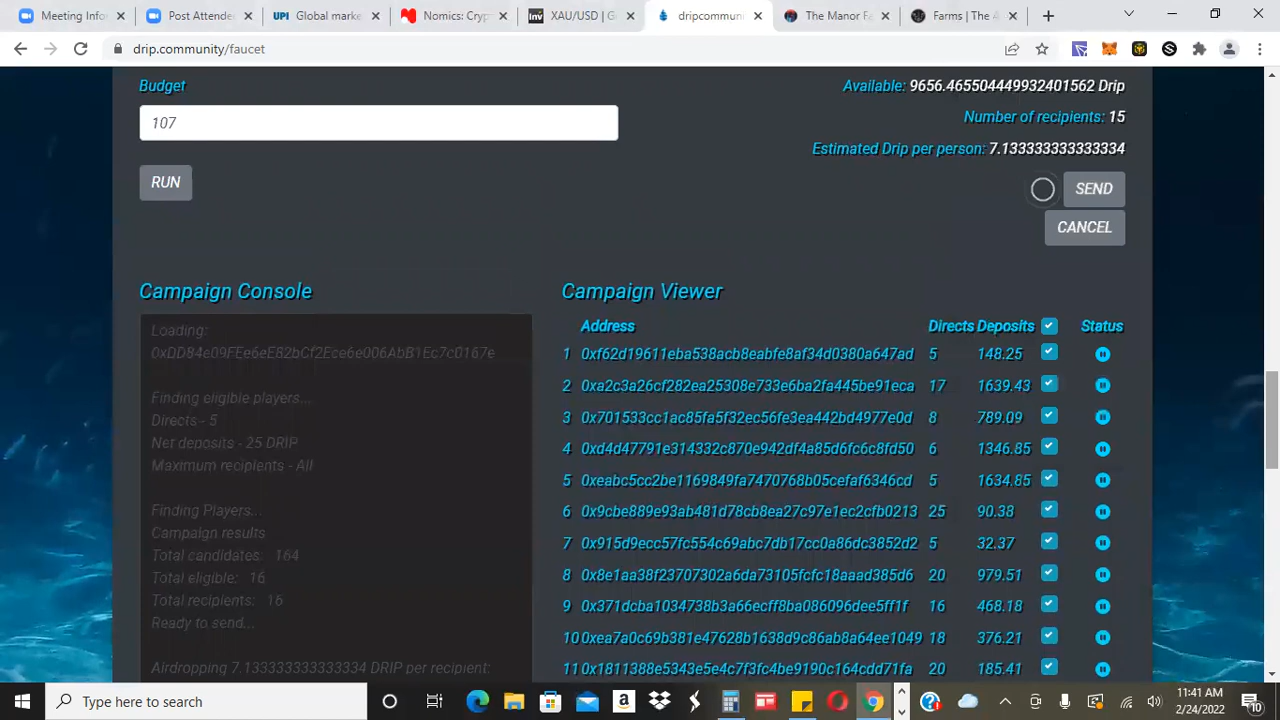 Meeting Info
Post Attende
UPI Global marke
Nomics: Cryp
Inv XAU/USD | G
dripcommun
The Manor Fa
Farms | The A
drip.community/faucet
Budget
107
RUN
Available: 9656.465504449932401562 Drip
Number of recipients: 15
Estimated Drip per person: 7.133333333333334
SEND
CANCEL
Campaign Console
Loading:
0xDD84e09FEe6eE82bCf2Ece6e006AbB1Ec7c0167e
Finding eligible players...
Directs - 5
Net deposits - 25 DRIP
Maximum recipients - All
Finding Players...
Campaign results
Total candidates: 164
Total eligible: 16
Total recipients: 16
Ready to send...
Airdropping 7.133333333333334 DRIP per recipient:
Campaign Viewer
Address Directs Deposits Status
1 0xf62d19611eba538acb8eabfe8af34d0380a647ad 5 148.25
2 0xa2c3a26cf282ea25308e733e6ba2fa445be91eca 17 1639.43
3 0x701533cc1ac85fa5f32ec56fe3ea442bd4977e0d 8 789.09
4 0xd4d47791e314332c870e942df4a85d6fc6c8fd50 6 1346.85
5 0xeabc5cc2be1169849fa7470768b05cefaf6346cd 5 1634.85
6 0x9cbe889e93ab481d78cb8ea27c97e1ec2cfb0213 25 90.38
7 0x915d9ecc57fc554c69abc7db17cc0a86dc3852d2 5 32.37
8 0x8e1aa38f23707302a6da73105fcfc18aaad385d6 20 979.51
9 0x371dcba1034738b3a66ecff8ba086096dee5ff1f 16 468.18
10 0xea7a0c69b381e47628b1638d9c86ab8a64ee1049 18 376.21
11 0x1811388e5343e5e4c7f3fc4be9190c164cdd71fa 20 185.41
Type here to search
11:41 AM
2/24/2022
10